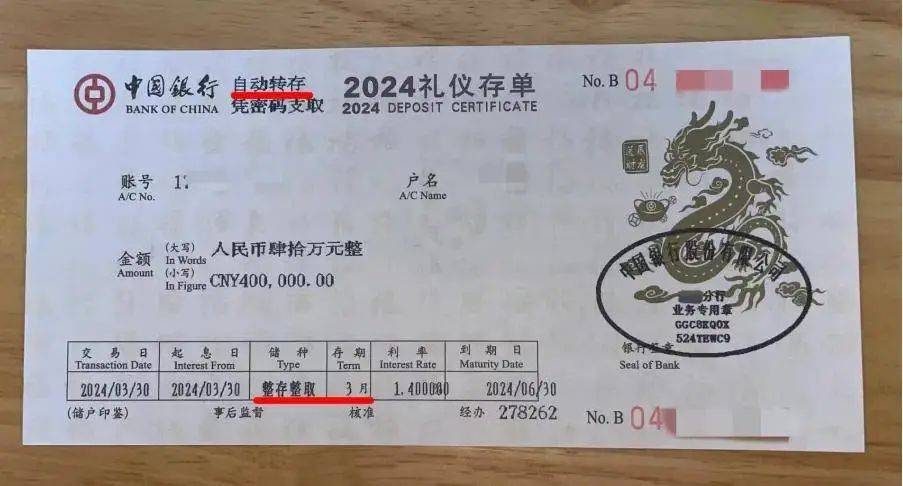 中国银行 自动转存 2024礼仪存单 No. B 04
BANK OF CHINA 凭密码支取 2024 DEPOSIT CERTIFICATE
账号 户名
A/C No. A/C Name
金额 (大写) 人民币肆拾万元整
In Words
Amount (小写) CNY400,000.00
In Figure
中国银行股份有限公司
分行
业务专用章
GGC8KQOX
524TEWC9
银行签章
Seal of Bank
交易日 起息日 储种 存期 利率 到期日
Transaction Date Interest From Type Term Interest Rate Maturity Date
2024/03/30 2024/03/30 整存整取 3月 2024/06/30
(储户印鉴) 事后监督 核准 经办 278262
No. B 04